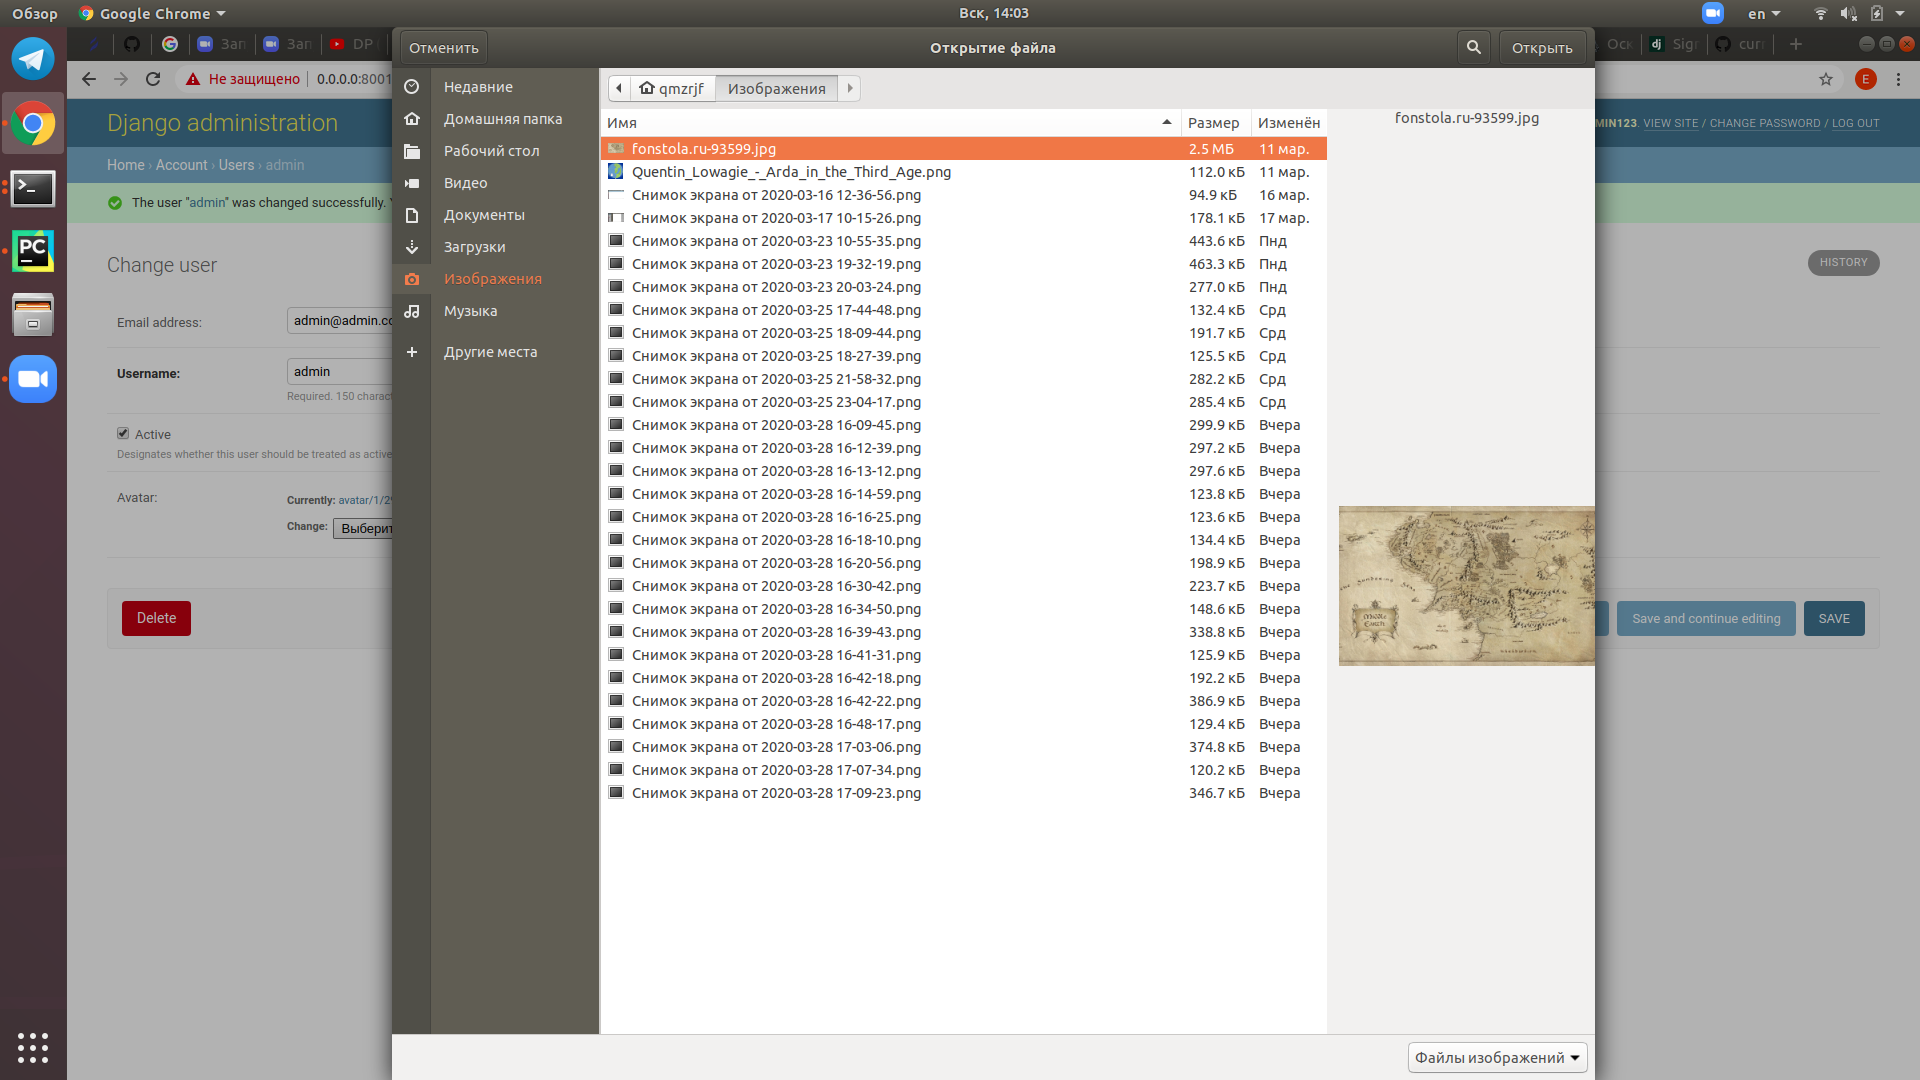 Обзор
Google Chrome
Вск, 14:03
en
Зап
Зап
DP
Отменить
Открытие файла
Открыть
Оск
Sign
curr
Не защищено
0.0.0.0:8001
E
Django administration
MIN123. VIEW SITE / CHANGE PASSWORD / LOG OUT
Home › Account › Users › admin
The user "admin" was changed successfully.
Change user
HISTORY
Email address:
admin@admin.co
Username:
admin
Required. 150 charac
Active
Designates whether this user should be treated as active
Avatar:
Currently: avatar/1/2
Change:
Выберит
Delete
Save and continue editing
SAVE
Недавние
Домашняя папка
Рабочий стол
Видео
Документы
Загрузки
Изображения
Музыка
Другие места
qmzrjf
Изображения
Имя
Размер
Изменён
fonstola.ru-93599.jpg 2.5 МБ 11 мар.
Quentin_Lowagie_-_Arda_in_the_Third_Age.png 112.0 кБ 11 мар.
Снимок экрана от 2020-03-16 12-36-56.png 94.9 кБ 16 мар.
Снимок экрана от 2020-03-17 10-15-26.png 178.1 кБ 17 мар.
Снимок экрана от 2020-03-23 10-55-35.png 443.6 кБ Пнд
Снимок экрана от 2020-03-23 19-32-19.png 463.3 кБ Пнд
Снимок экрана от 2020-03-23 20-03-24.png 277.0 кБ Пнд
Снимок экрана от 2020-03-25 17-44-48.png 132.4 кБ Срд
Снимок экрана от 2020-03-25 18-09-44.png 191.7 кБ Срд
Снимок экрана от 2020-03-25 18-27-39.png 125.5 кБ Срд
Снимок экрана от 2020-03-25 21-58-32.png 282.2 кБ Срд
Снимок экрана от 2020-03-25 23-04-17.png 285.4 кБ Срд
Снимок экрана от 2020-03-28 16-09-45.png 299.9 кБ Вчера
Снимок экрана от 2020-03-28 16-12-39.png 297.2 кБ Вчера
Снимок экрана от 2020-03-28 16-13-12.png 297.6 кБ Вчера
Снимок экрана от 2020-03-28 16-14-59.png 123.8 кБ Вчера
Снимок экрана от 2020-03-28 16-16-25.png 123.6 кБ Вчера
Снимок экрана от 2020-03-28 16-18-10.png 134.4 кБ Вчера
Снимок экрана от 2020-03-28 16-20-56.png 198.9 кБ Вчера
Снимок экрана от 2020-03-28 16-30-42.png 223.7 кБ Вчера
Снимок экрана от 2020-03-28 16-34-50.png 148.6 кБ Вчера
Снимок экрана от 2020-03-28 16-39-43.png 338.8 кБ Вчера
Снимок экрана от 2020-03-28 16-41-31.png 125.9 кБ Вчера
Снимок экрана от 2020-03-28 16-42-18.png 192.2 кБ Вчера
Снимок экрана от 2020-03-28 16-42-22.png 386.9 кБ Вчера
Снимок экрана от 2020-03-28 16-48-17.png 129.4 кБ Вчера
Снимок экрана от 2020-03-28 17-03-06.png 374.8 кБ Вчера
Снимок экрана от 2020-03-28 17-07-34.png 120.2 кБ Вчера
Снимок экрана от 2020-03-28 17-09-23.png 346.7 кБ Вчера
fonstola.ru-93599.jpg
Middle
Earth
Файлы изображений